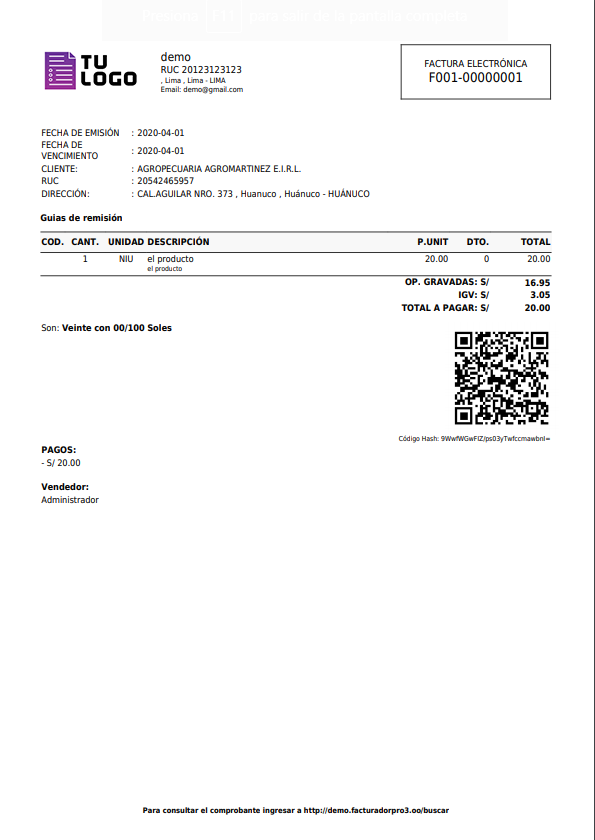 Presione F11 para salir de la pantalla completa
TU
LOGO
demo
RUC 20123123123
, Lima , Lima - LIMA
Email: demo@gmail.com
FACTURA ELECTRÓNICA
F001-00000001
FECHA DE EMISIÓN : 2020-04-01
FECHA DE VENCIMIENTO : 2020-04-01
CLIENTE: : AGROPECUARIA AGROMARTINEZ E.I.R.L.
RUC : 20542465957
DIRECCIÓN: : CAL.AGUILAR NRO. 373 , Huanuco , Huánuco - HUÁNUCO
Guias de remisión
COD. CANT. UNIDAD DESCRIPCIÓN P.UNIT DTO. TOTAL
1 NIU el producto 20.00 0 20.00
el producto
OP. GRAVADAS: S/ 16.95
IGV: S/ 3.05
TOTAL A PAGAR: S/ 20.00
Son: Veinte con 00/100 Soles
Código Hash: 9WwfWGwFIZ/ps03yTwfccmawbnI=
PAGOS:
- S/ 20.00
Vendedor:
Administrador
Para consultar el comprobante ingresar a http://demo.facturadorpro3.oo/buscar